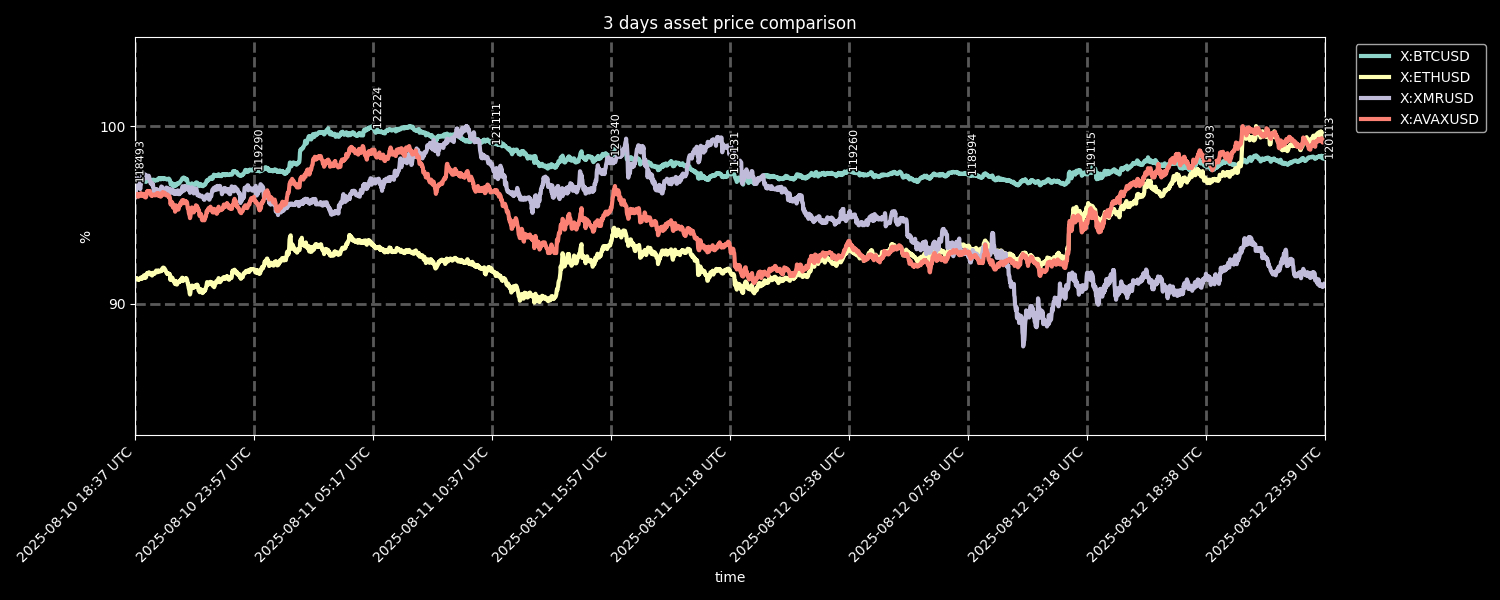 3 days asset price comparison
X:BTCUSD
X:ETHUSD
X:XMRUSD
X:AVAXUSD
100
90
%
118493
119290
122224
121111
120340
119131
119260
118994
119115
119593
120113
2025-08-10 18:37 UTC
2025-08-10 23:57 UTC
2025-08-11 05:17 UTC
2025-08-11 10:37 UTC
2025-08-11 15:57 UTC
2025-08-11 21:18 UTC
2025-08-12 02:38 UTC
2025-08-12 07:58 UTC
2025-08-12 13:18 UTC
2025-08-12 18:38 UTC
2025-08-12 23:59 UTC
time